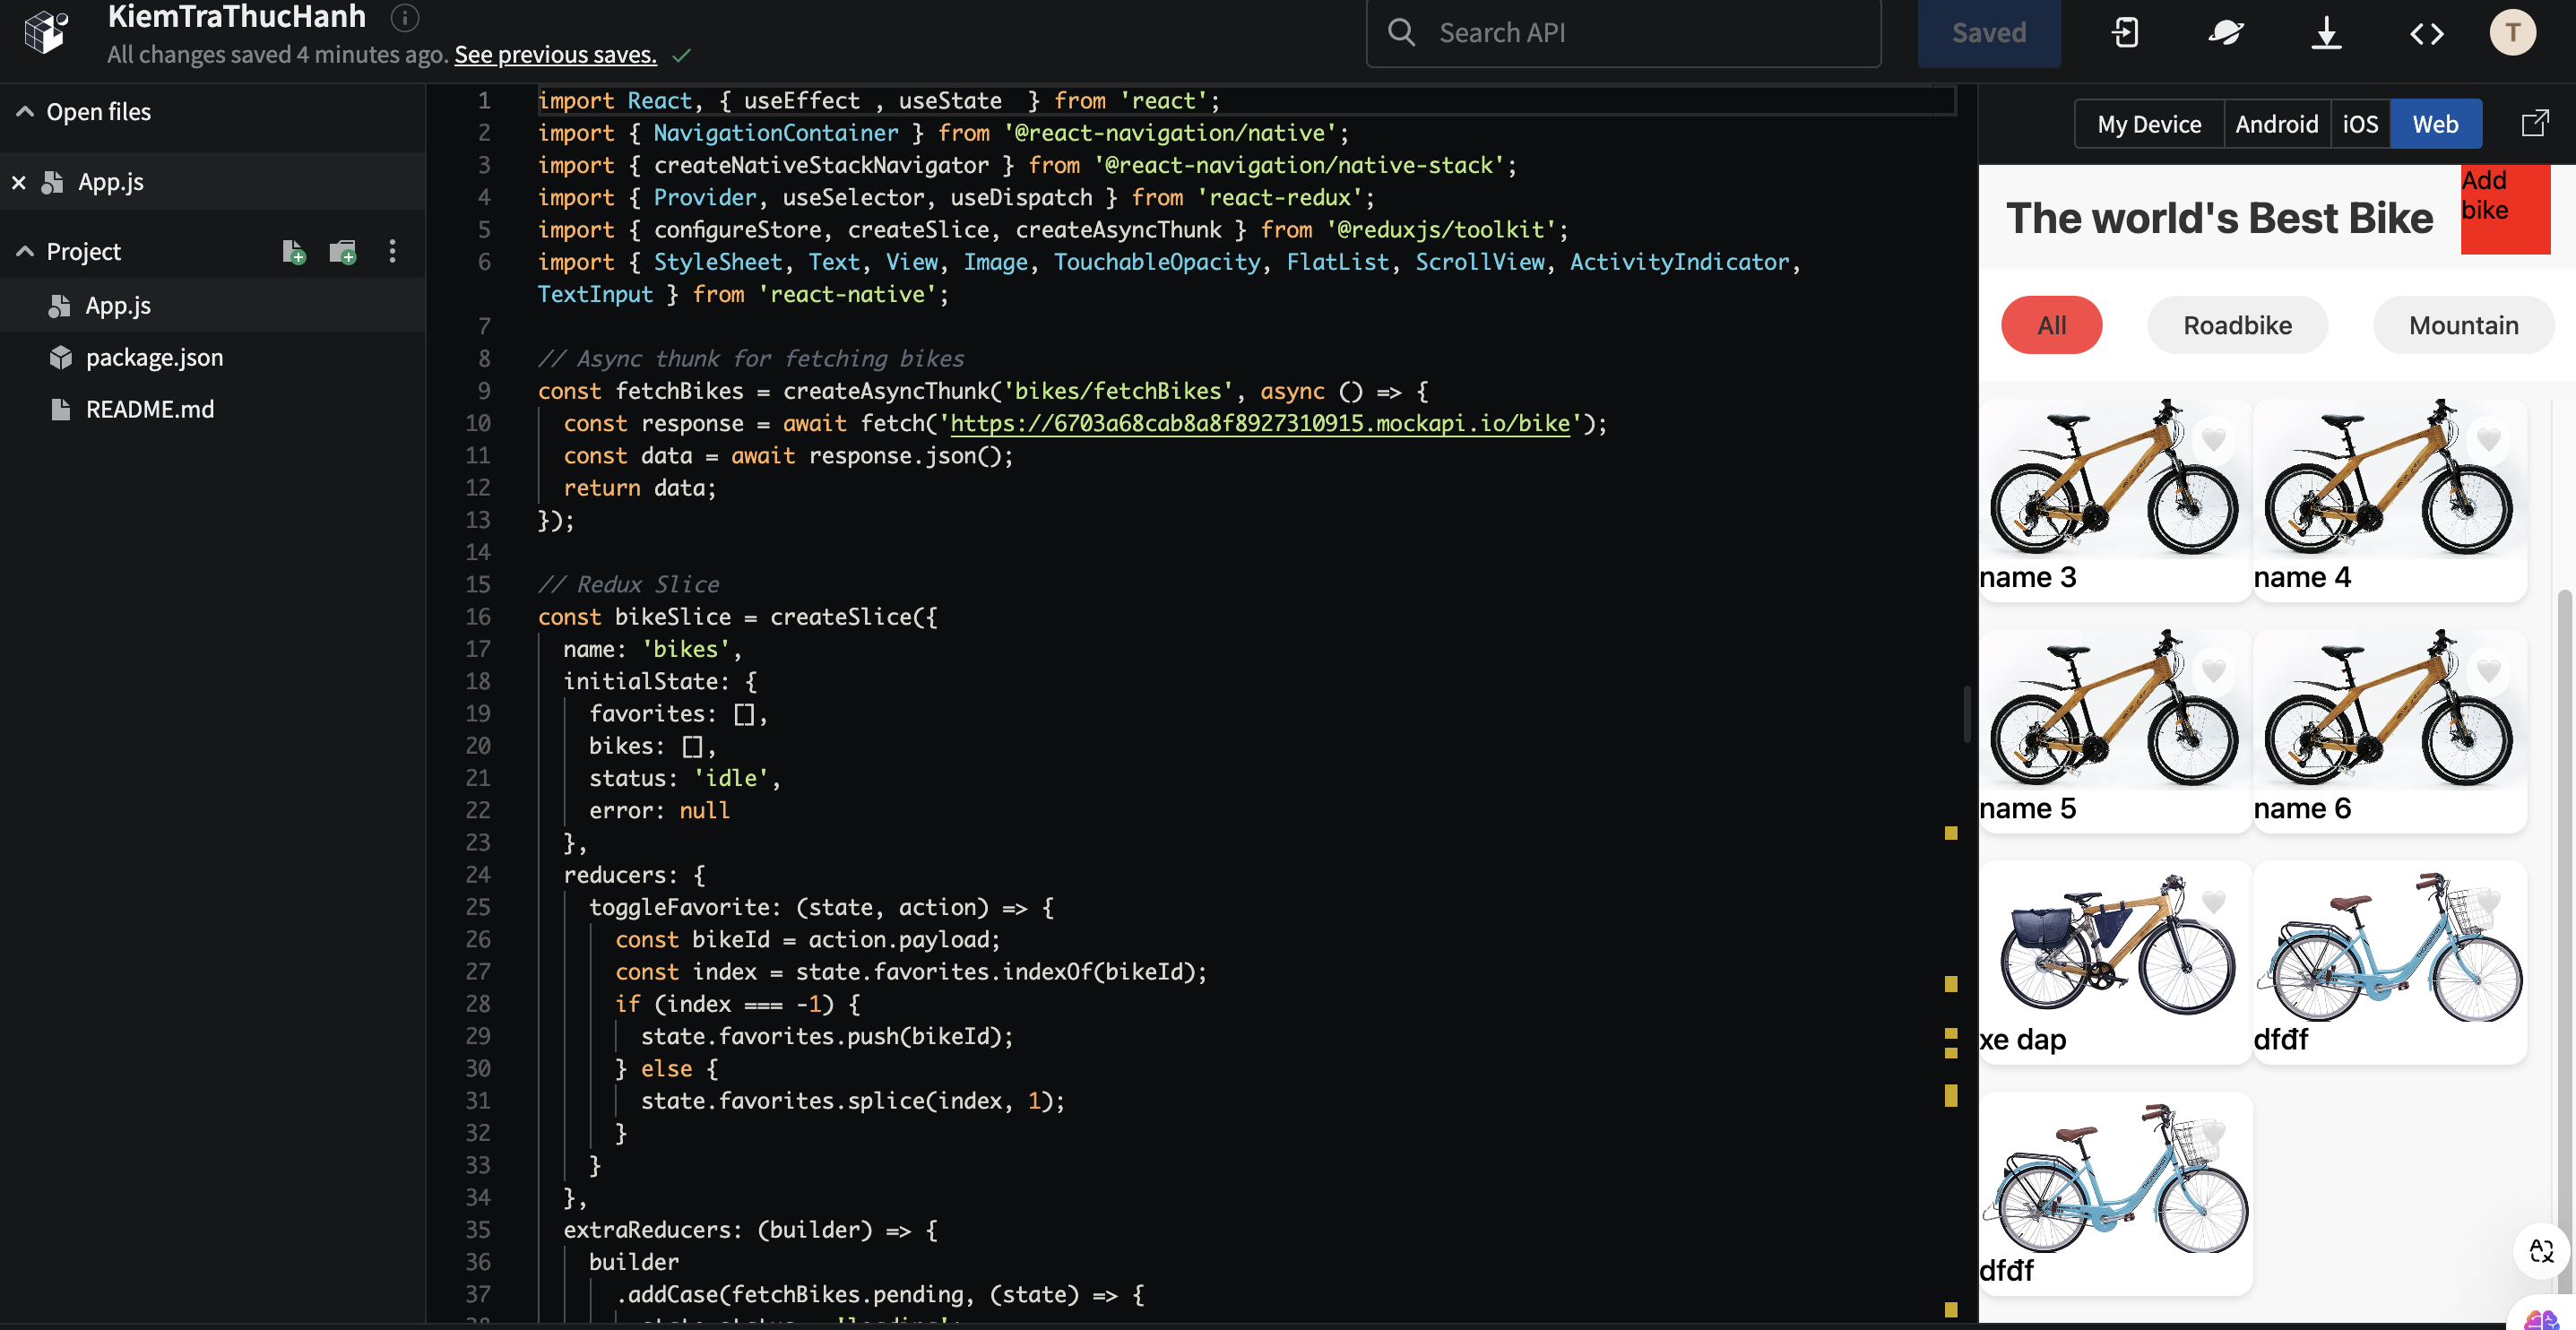 KiemTraThucHanh
All changes saved 4 minutes ago. See previous saves.
Search API
Saved
T
Open files
App.js
Project
App.js
package.json
README.md
1 import React, { useEffect , useState  } from 'react';
2 import { NavigationContainer } from '@react-navigation/native';
3 import { createNativeStackNavigator } from '@react-navigation/native-stack';
4 import { Provider, useSelector, useDispatch } from 'react-redux';
5 import { configureStore, createSlice, createAsyncThunk } from '@reduxjs/toolkit';
6 import { StyleSheet, Text, View, Image, TouchableOpacity, FlatList, ScrollView, ActivityIndicator,
TextInput } from 'react-native';
7
8 // Async thunk for fetching bikes
9 const fetchBikes = createAsyncThunk('bikes/fetchBikes', async () => {
10 const response = await fetch('https://6703a68cab8a8f8927310915.mockapi.io/bike');
11 const data = await response.json();
12 return data;
13 });
14
15 // Redux Slice
16 const bikeSlice = createSlice({
17 name: 'bikes',
18 initialState: {
19 favorites: [],
20 bikes: [],
21 status: 'idle',
22 error: null
23 },
24 reducers: {
25 toggleFavorite: (state, action) => {
26 const bikeId = action.payload;
27 const index = state.favorites.indexOf(bikeId);
28 if (index === -1) {
29 state.favorites.push(bikeId);
30 } else {
31 state.favorites.splice(index, 1);
32 }
33 }
34 },
35 extraReducers: (builder) => {
36 builder
37 .addCase(fetchBikes.pending, (state) => {
My Device Android iOS Web
The world's Best Bike
Add
bike
All Roadbike Mountain
name 3 name 4
name 5 name 6
xe dap dfđf
dfđf